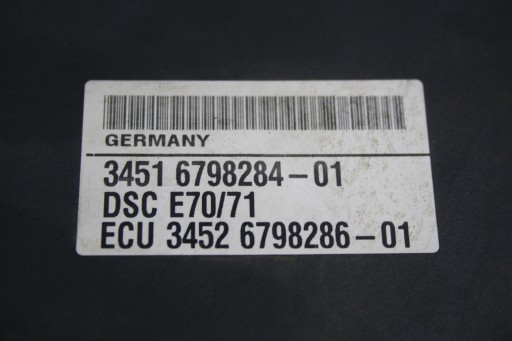 GERMANY
3451 6798284-01
DSC E70/71
ECU 3452 6798286-01